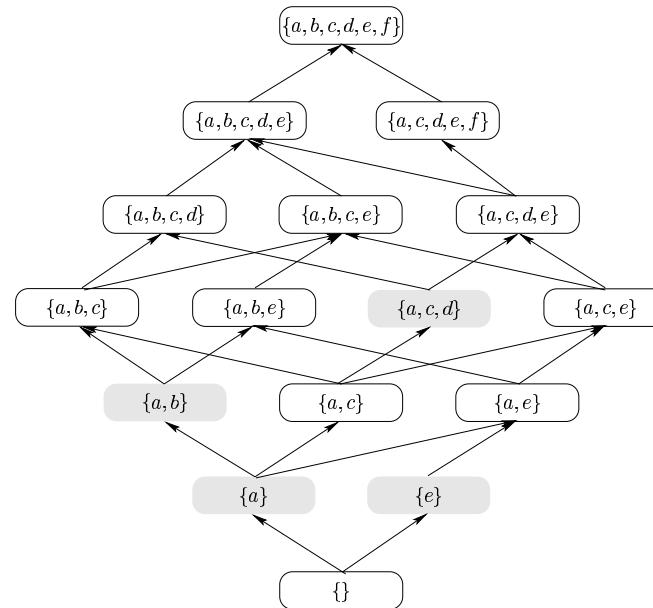 {a, b, c, d, e, f}
{a, b, c, d, e} {a, c, d, e, f}
{a, b, c, d} {a, b, c, e} {a, c, d, e}
{a, b, c} {a, b, e} {a, c, d} {a, c, e}
{a, b} {a, c} {a, e}
{a} {e}
{}